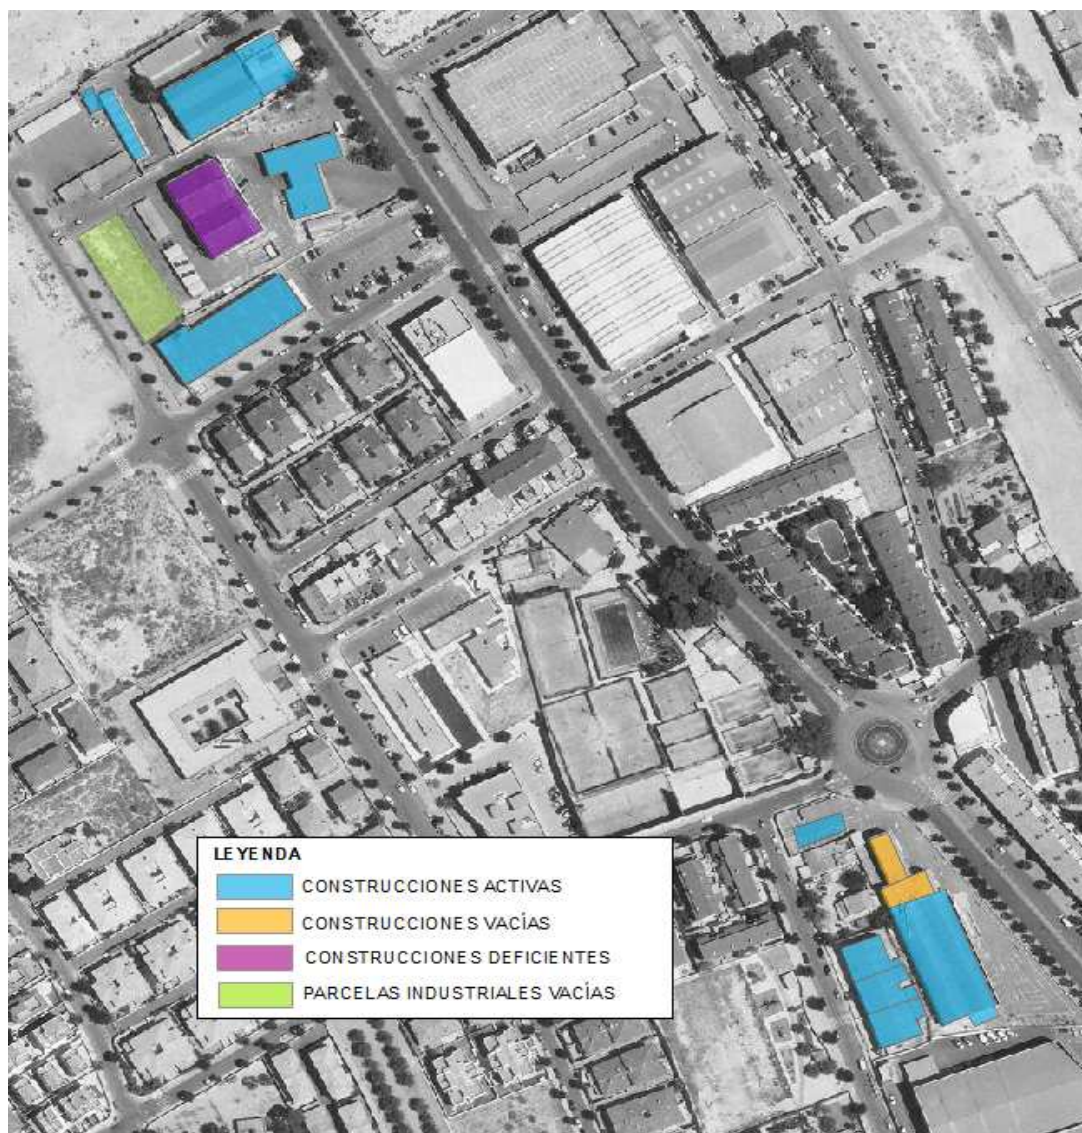 LEYENDA
CONSTRUCCIONES ACTIVAS
CONSTRUCCIONES VACÍAS
CONSTRUCCIONES DEFICIENTES
PARCELAS INDUSTRIALES VACÍAS